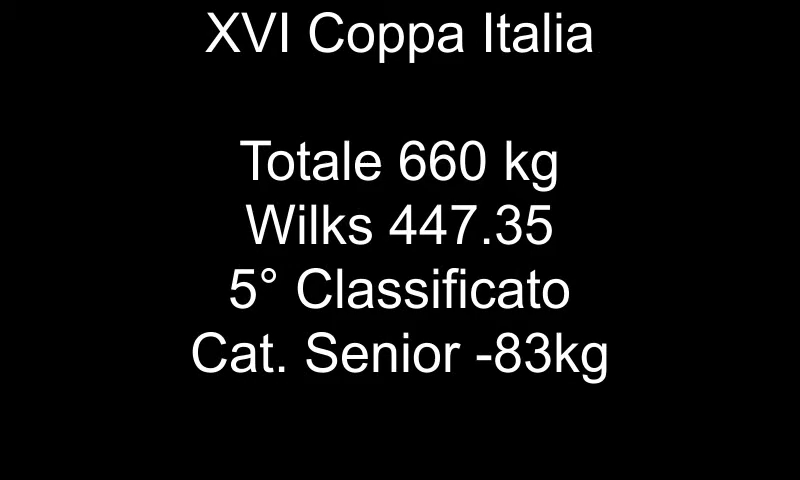 XVI Coppa Italia
Totale 660 kg
Wilks 447.35
5° Classificato
Cat. Senior -83kg